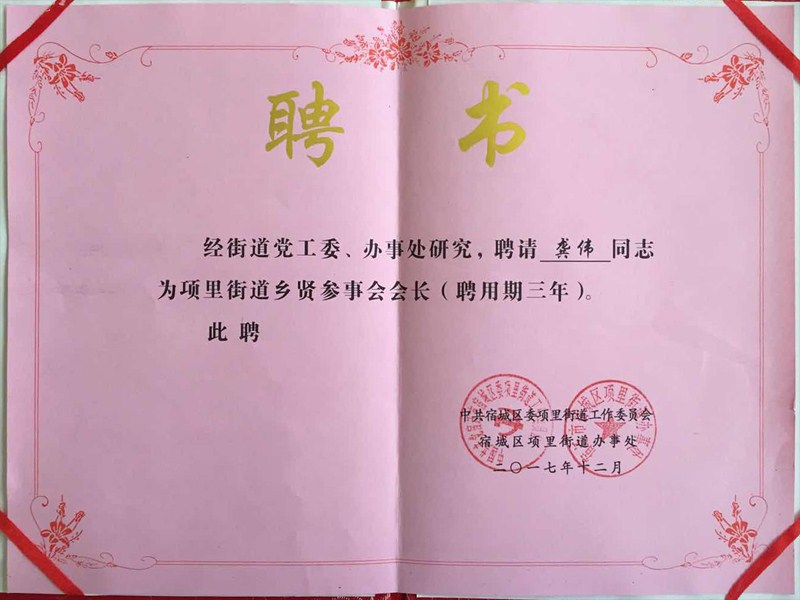 聘 书
经街道党工委、办事处研究，聘请 龚伟 同志
为项里街道乡贤参事会会长（聘用期三年）。
此 聘
中共宿城区委项里街道工作委员会
宿城区项里街道办事处
二〇一七年十二月